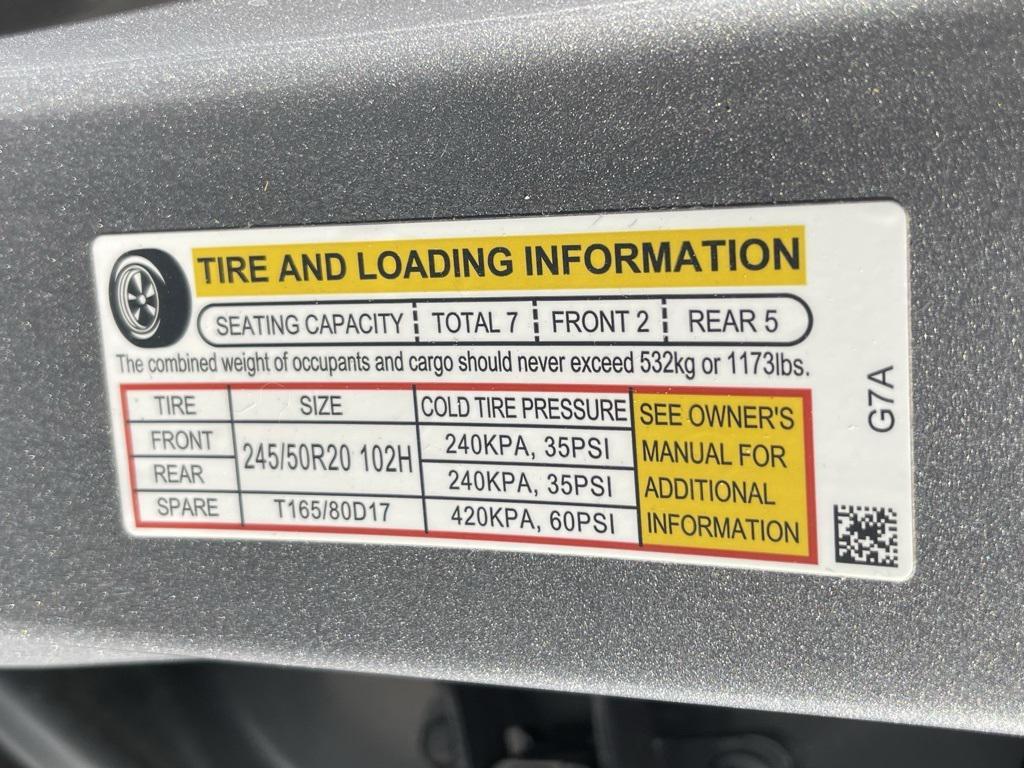 TIRE AND LOADING INFORMATION
SEATING CAPACITY TOTAL 7 FRONT 2 REAR 5
The combined weight of occupants and cargo should never exceed 532kg or 1173lbs.
TIRE SIZE COLD TIRE PRESSURE
FRONT 245/50R20 102H 240KPA, 35PSI
REAR 240KPA, 35PSI
SPARE T165/80D17 420KPA, 60PSI
SEE OWNER'S
MANUAL FOR
ADDITIONAL
INFORMATION
G7A